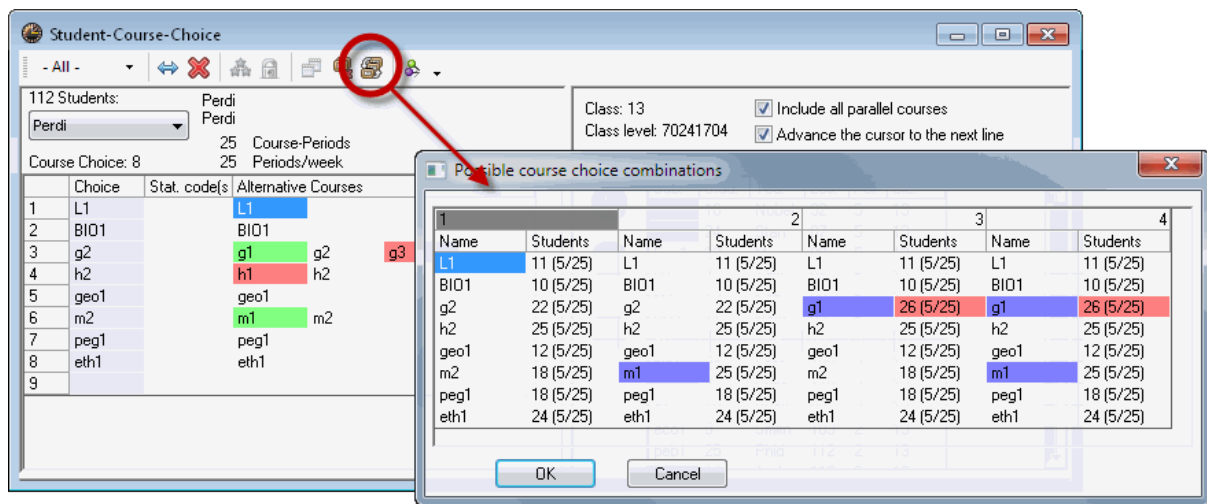 Student-Course-Choice
- All -
112 Students:
Perdi
Perdi
Perdi
25 Course-Periods
Course Choice: 8
25 Periods/week
Class: 13
Class level: 70241704
Include all parallel courses
Advance the cursor to the next line
Choice Stat. code(s Alternative Courses
1 L1 L1
2 BIO1 BIO1
3 g2 g1 g2 g3
4 h2 h1 h2
5 geo1 geo1
6 m2 m1 m2
7 peg1 peg1
8 eth1 eth1
9
Possible course choice combinations
1 2 3 4
Name Students Name Students Name Students Name Students
L1 11 (5/25) L1 11 (5/25) L1 11 (5/25) L1 11 (5/25)
BIO1 10 (5/25) BIO1 10 (5/25) BIO1 10 (5/25) BIO1 10 (5/25)
g2 22 (5/25) g2 22 (5/25) g1 26 (5/25) g1 26 (5/25)
h2 25 (5/25) h2 25 (5/25) h2 25 (5/25) h2 25 (5/25)
geo1 12 (5/25) geo1 12 (5/25) geo1 12 (5/25) geo1 12 (5/25)
m2 18 (5/25) m1 25 (5/25) m2 18 (5/25) m1 25 (5/25)
peg1 18 (5/25) peg1 18 (5/25) peg1 18 (5/25) peg1 18 (5/25)
eth1 24 (5/25) eth1 24 (5/25) eth1 24 (5/25) eth1 24 (5/25)
OK Cancel